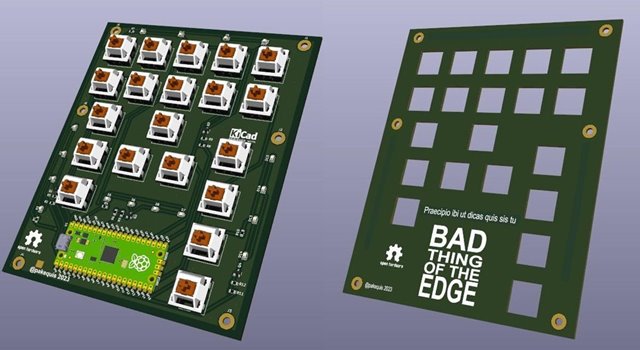 KiCad
open hardware
@pakequis 2023
Praecipio ibi ut dicas quis sis tu
BAD
THING
OF THE
EDGE
open hardware
@pakequis 2023